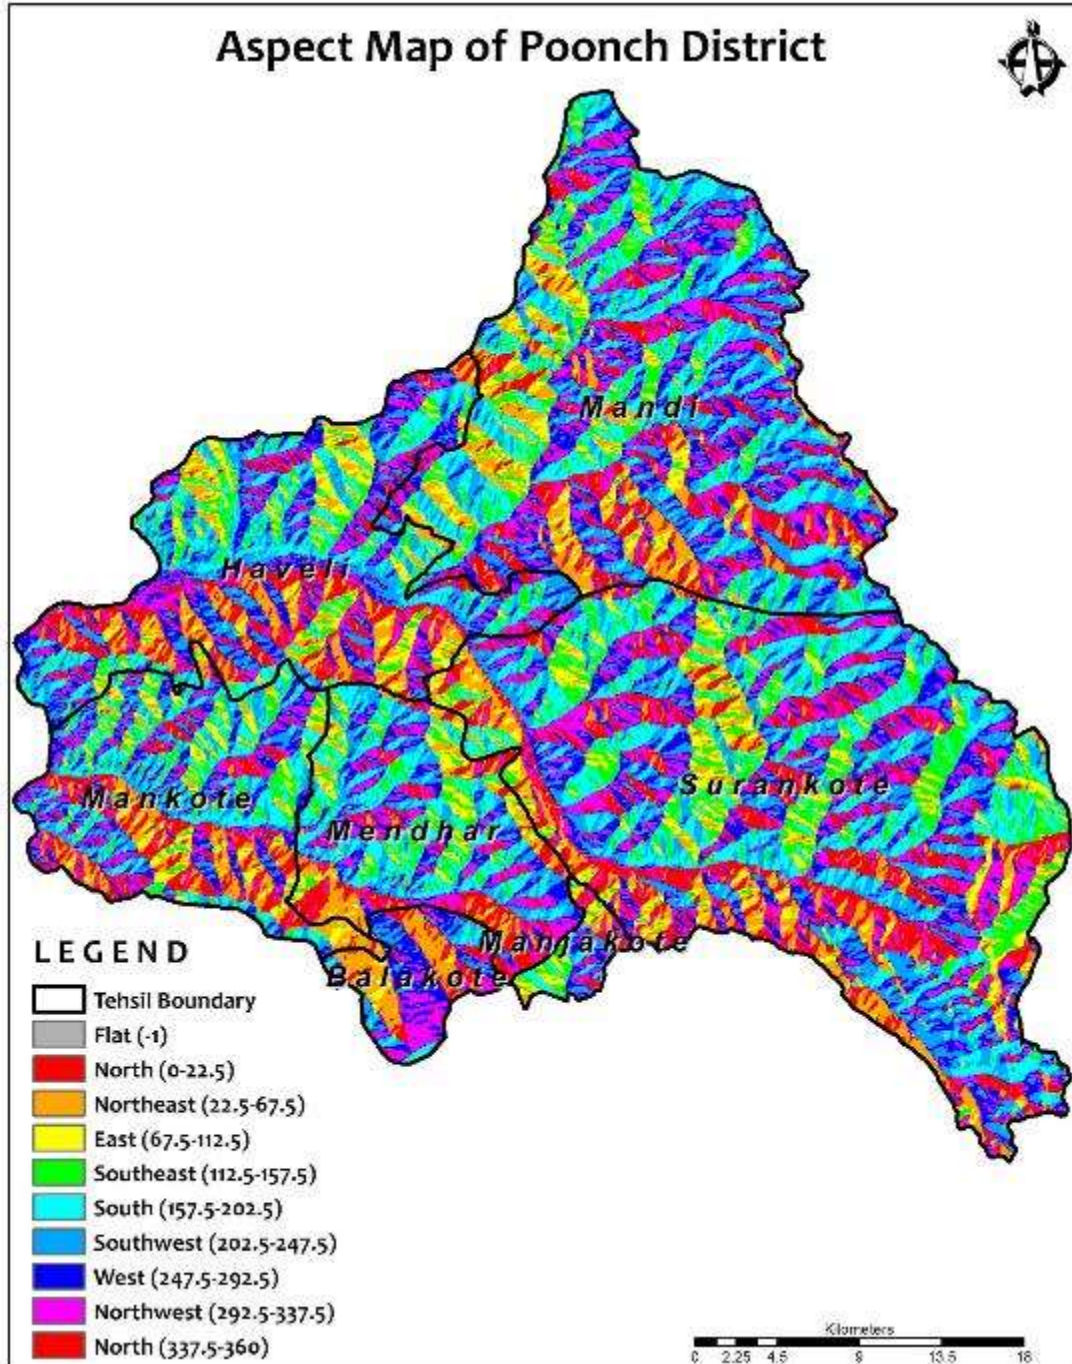 Aspect Map of Poonch District
Mandi
Haveli
Surankote
Mankote
Mendhar
Manjakote
Balakote
LEGEND
Tehsil Boundary
Flat (-1)
North (0-22.5)
Northeast (22.5-67.5)
East (67.5-112.5)
Southeast (112.5-157.5)
South (157.5-202.5)
Southwest (202.5-247.5)
West (247.5-292.5)
Northwest (292.5-337.5)
North (337.5-360)
Kilometers
0 2.25 4.5 9 13.5 18